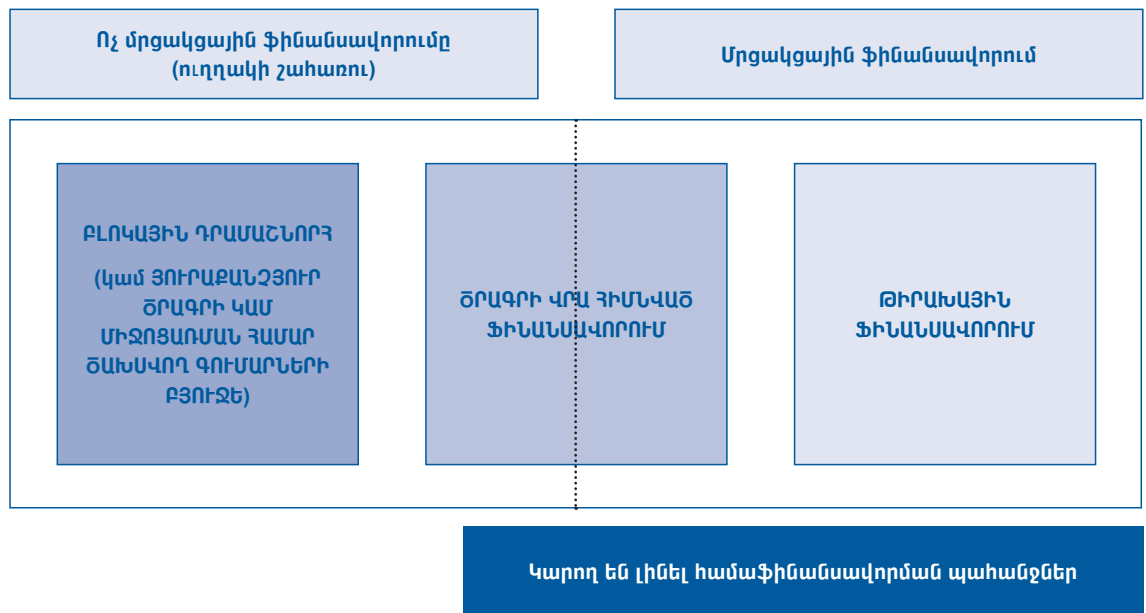 Ոչ մրցակցային ֆինանսավորումը
(ուղղակի շահառու)
Մրցակցային ֆինանսավորում
ԲԼՈԿԱՅԻՆ ԴՐԱՄԱՇՆՈՐՀ
(կամ ՅՈՒՐԱՔԱՆՉՅՈՒՐ
ԾՐԱԳՐԻ ԿԱՄ
ՄԻՋՈՑԱՌՄԱՆ ՀԱՄԱՐ
ԾԱԽՍՎՈՂ ԳՈՒՄԱՐՆԵՐԻ
ԲՅՈՒՋԵ)
ԾՐԱԳՐԻ ՎՐԱ ՀԻՄՆՎԱԾ
ՖԻՆԱՆՍԱՎՈՐՈՒՄ
ԹԻՐԱԽԱՅԻՆ
ՖԻՆԱՆՍԱՎՈՐՈՒՄ
Կարող են լինել համաֆինանսավորման պահանջներ